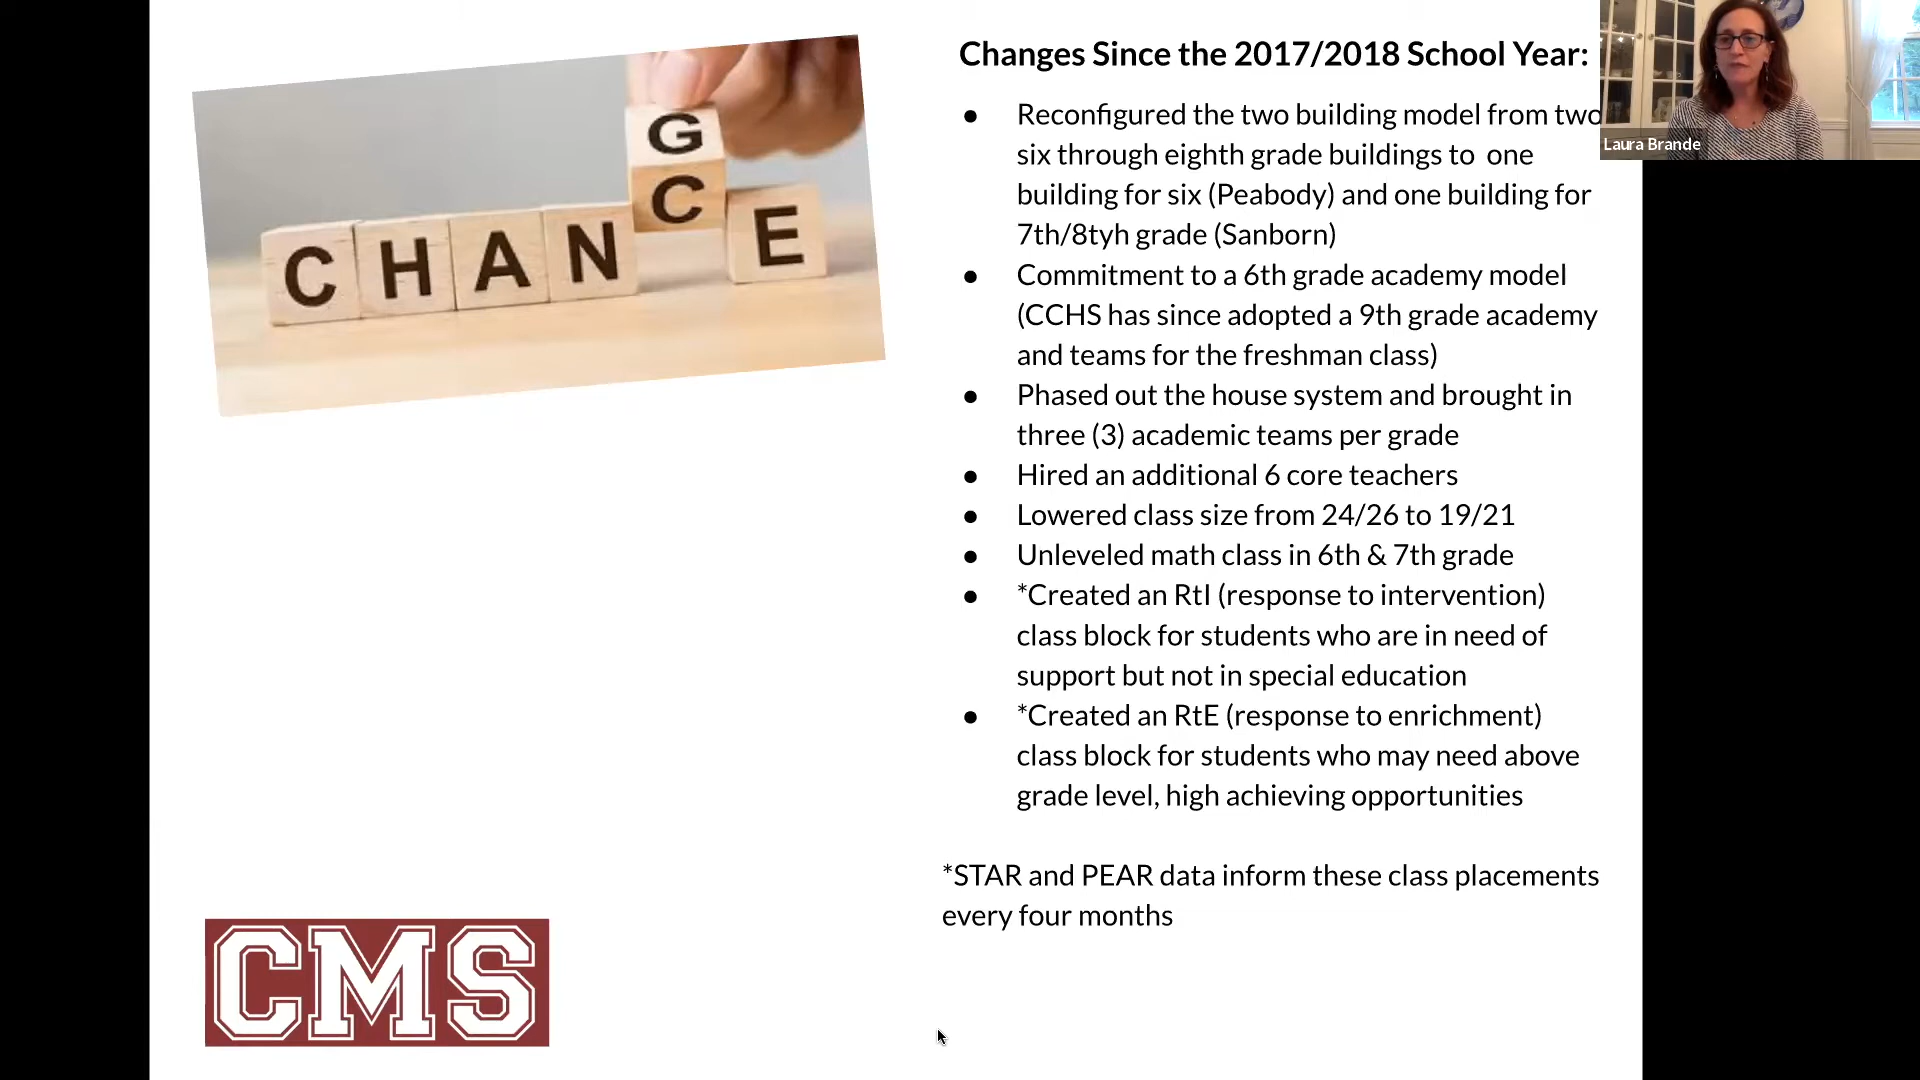 G
C
CHAN E
Changes Since the 2017/2018 School Year:
● Reconfigured the two building model from two
six through eighth grade buildings to  one
building for six (Peabody) and one building for
7th/8tyh grade (Sanborn)
● Commitment to a 6th grade academy model
(CCHS has since adopted a 9th grade academy
and teams for the freshman class)
● Phased out the house system and brought in
three (3) academic teams per grade
● Hired an additional 6 core teachers
● Lowered class size from 24/26 to 19/21
● Unleveled math class in 6th & 7th grade
● *Created an RtI (response to intervention)
class block for students who are in need of
support but not in special education
● *Created an RtE (response to enrichment)
class block for students who may need above
grade level, high achieving opportunities
*STAR and PEAR data inform these class placements
every four months
CMS
Laura Brande